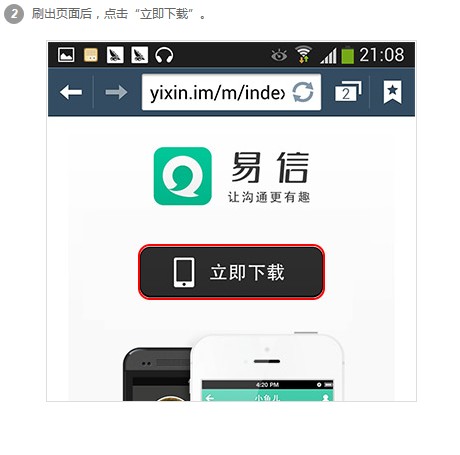 2 刷出页面后，点击“立即下载”。
21:08
yixin.im/m/index
2
易信
让沟通更有趣
立即下载
4:20 PM
小鱼儿